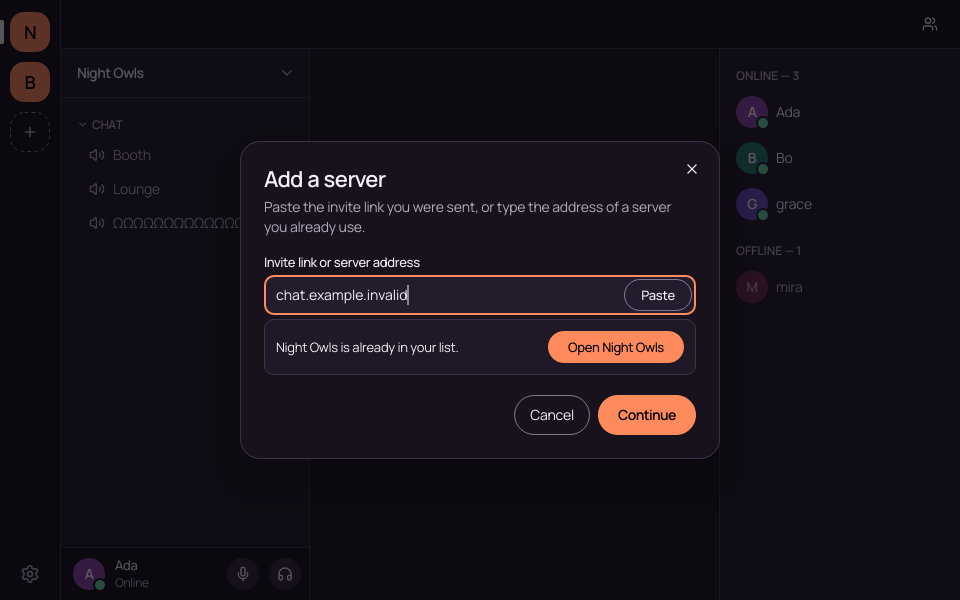 N
B
Night Owls
CHAT
Booth
Lounge
ΩΩΩΩΩΩΩΩΩΩΩΩ
Ada
Online
A
Add a server
Paste the invite link you were sent, or type the address of a server
you already use.
Invite link or server address
chat.example.invalid
Paste
Night Owls is already in your list.
Open Night Owls
Cancel
Continue
ONLINE — 3
A
Ada
B
Bo
G
grace
OFFLINE — 1
M
mira